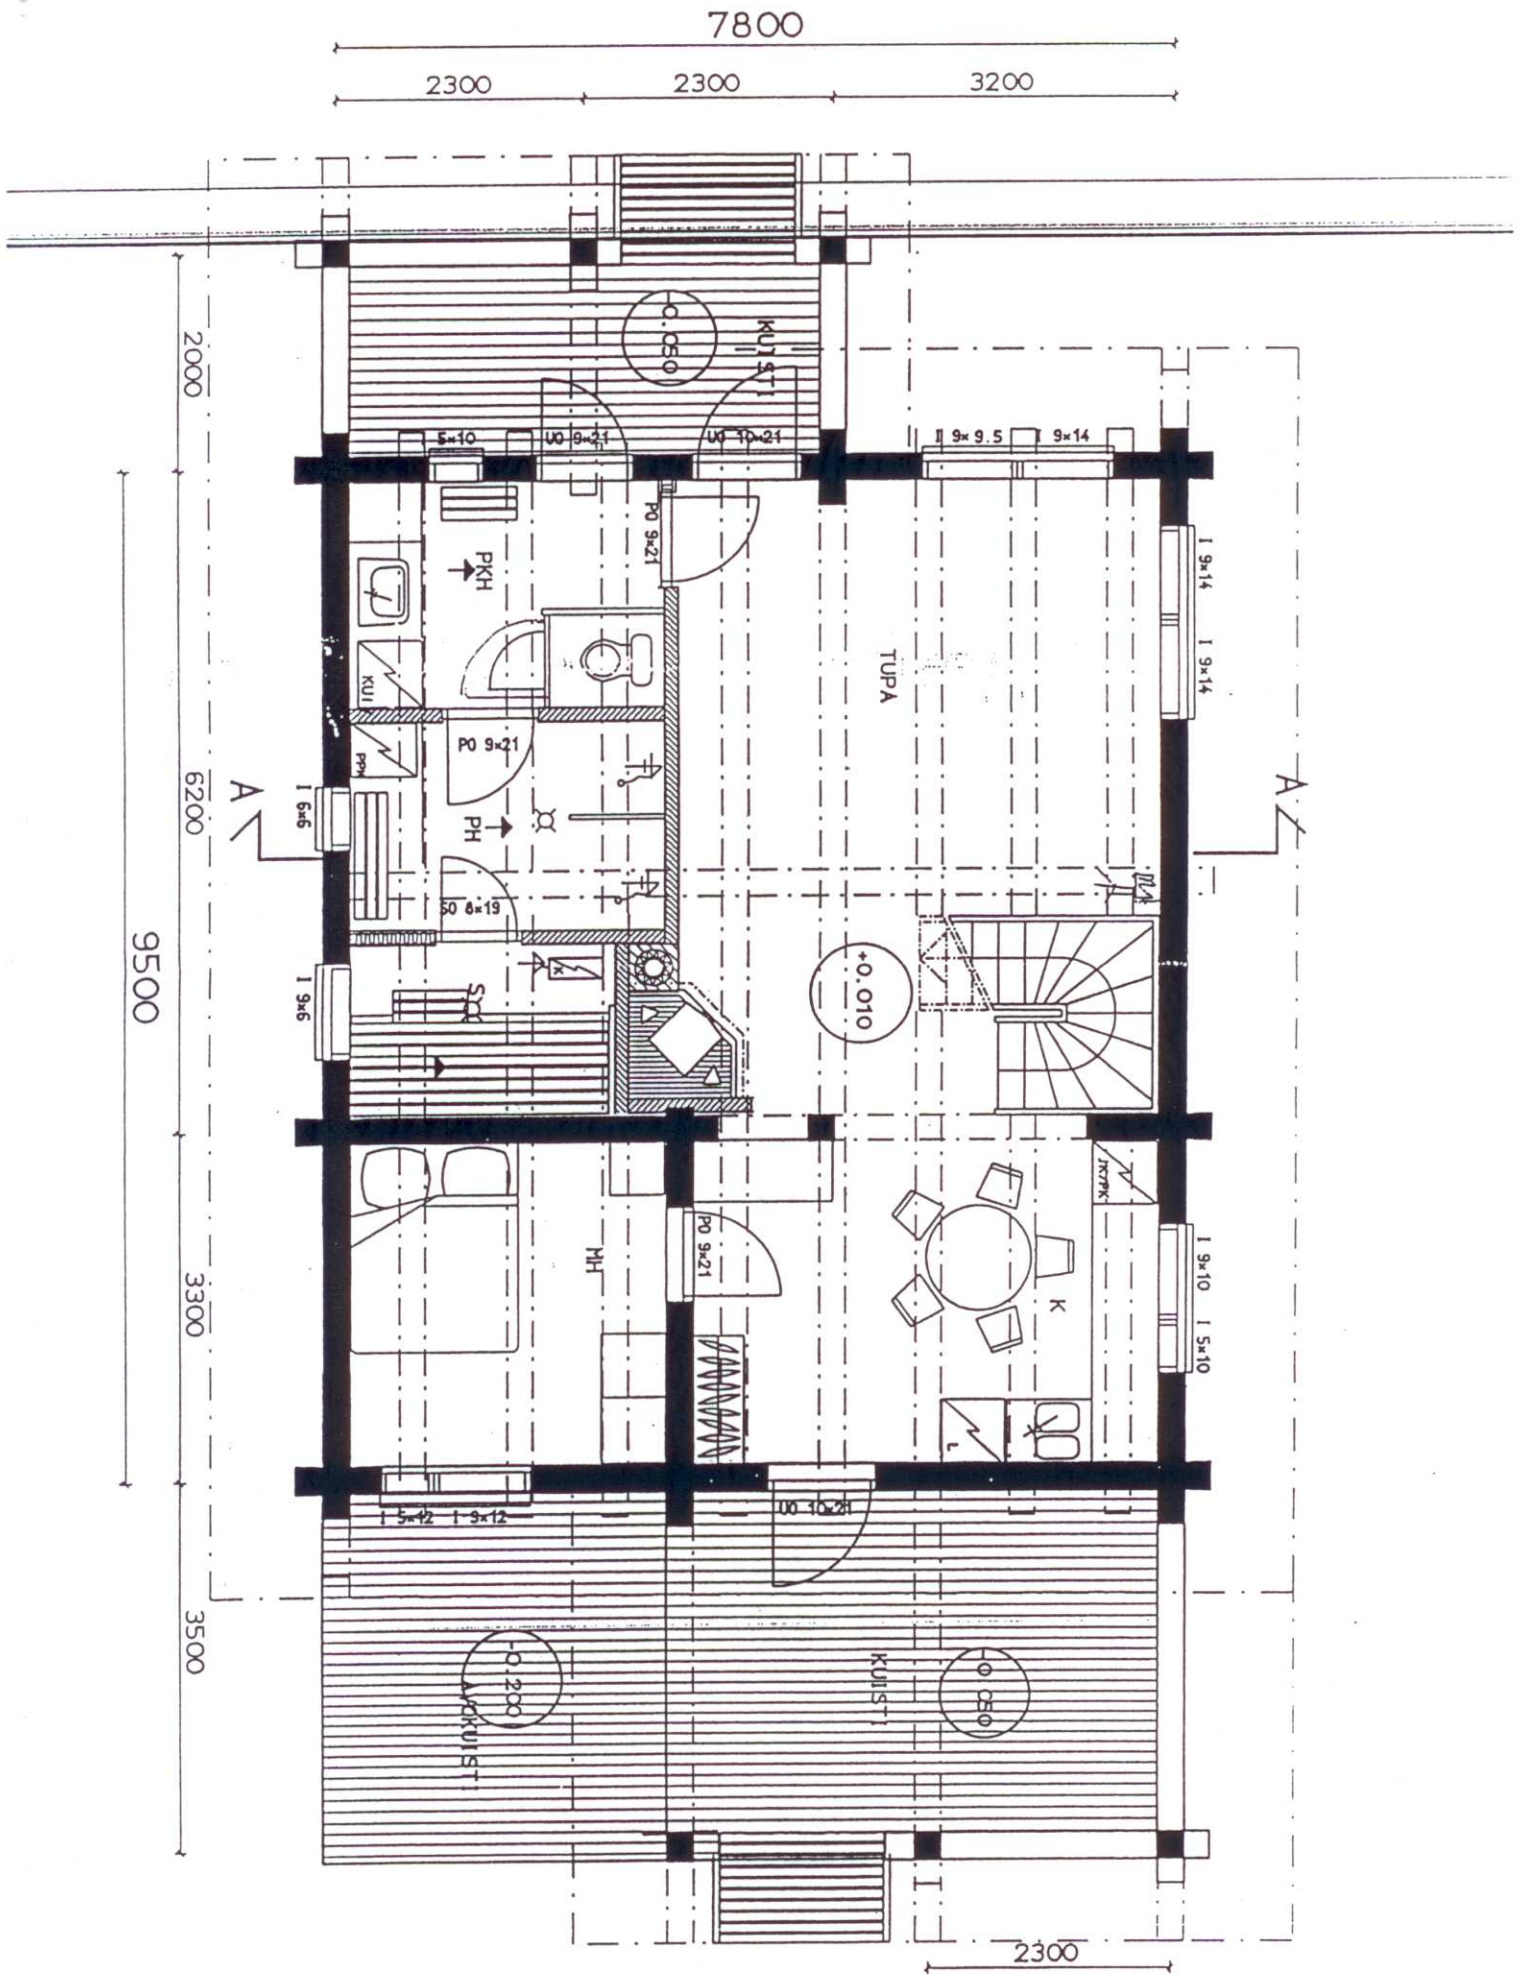 7800
2300
2300
3200
KUISTI
-0.050
2000
5×10
UO 9×21
UO 10×21
I 9×9.5
I 9×14
PO 9×21
I 9×14
I 9×14
PKH
TUPA
KUI
PO 9×21
PPK
A
A
6200
I 6×6
PH
SO 8×19
9500
I 9×6
S
K
+0.010
JK/PK
PO 9×21
MH
K
I 9×10
I 5×10
3300
L
I 5×12
I 9×12
UO 10×21
3500
-0.200
AVOKUISTI
KUISTI
-0.050
2300